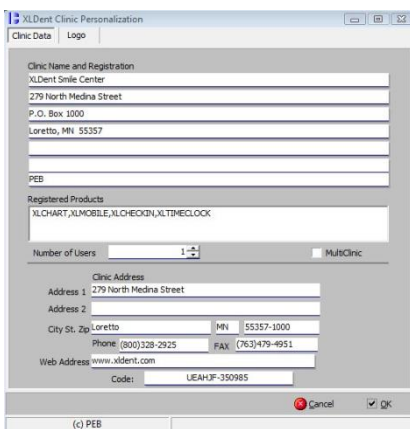 XLDent Clinic Personalization
Clinic Data Logo
Clinic Name and Registration
XLDent Smile Center
279 North Medina Street
P.O. Box 1000
Loretto, MN 55357
PEB
Registered Products
XLCHART,XLMOBILE,XLCHECKIN,XLTIMECLOCK
Number of Users 1 MultiClinic
Clinic Address
Address 1 279 North Medina Street
Address 2
City St. Zip Loretto MN 55357-1000
Phone (800)328-2925 FAX (763)479-4951
Web Address www.xldent.com
Code: UEAHJF-350985
Cancel OK
(c) PEB